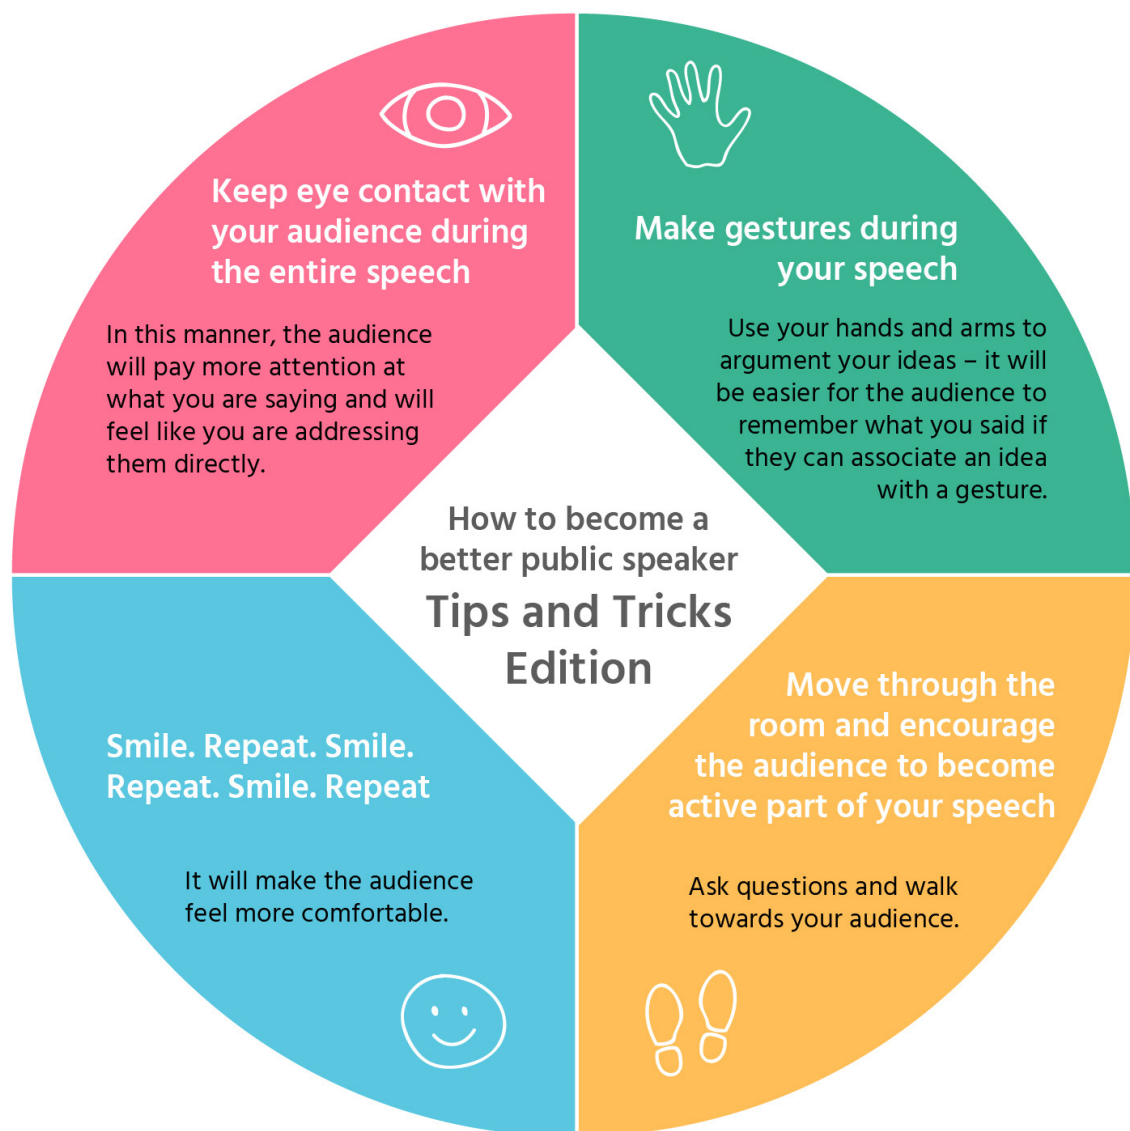 Keep eye contact with
your audience during
the entire speech
In this manner, the audience
will pay more attention at
what you are saying and will
feel like you are addressing
them directly.
Make gestures during
your speech
Use your hands and arms to
argument your ideas – it will
be easier for the audience to
remember what you said if
they can associate an idea
with a gesture.
How to become a
better public speaker
Tips and Tricks
Edition
Smile. Repeat. Smile.
Repeat. Smile. Repeat
It will make the audience
feel more comfortable.
Move through the
room and encourage
the audience to become
active part of your speech
Ask questions and walk
towards your audience.